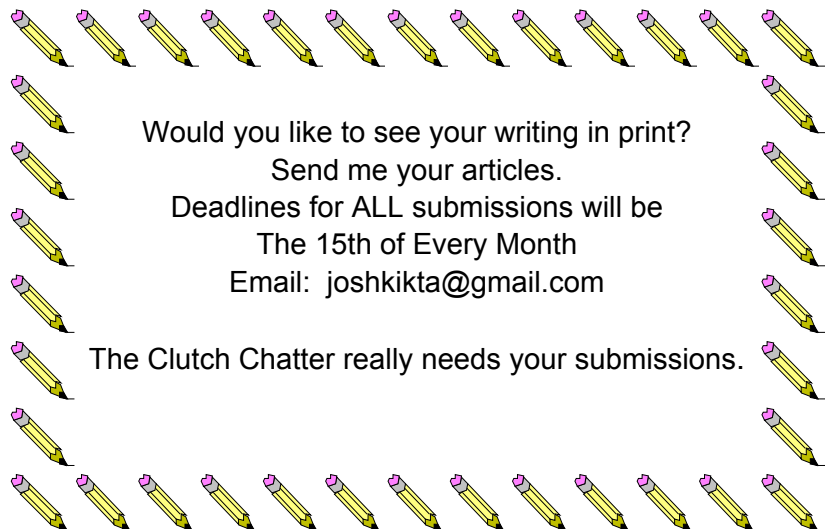 Would you like to see your writing in print?
Send me your articles.
Deadlines for ALL submissions will be
The 15th of Every Month
Email:  joshkikta@gmail.com
The Clutch Chatter really needs your submissions.